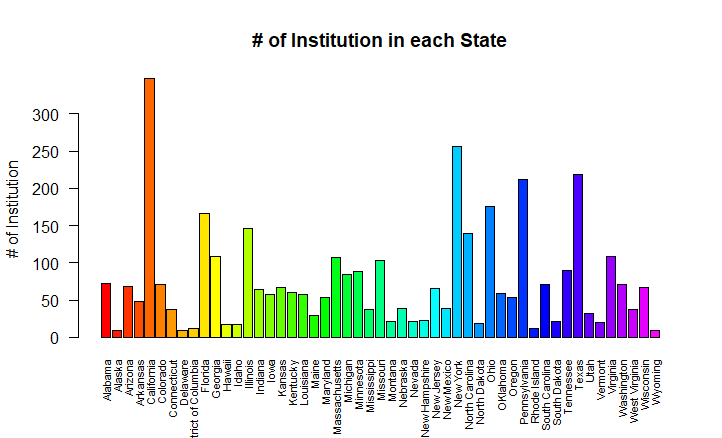 # of Institution in each State
# of Institution
300
250
200
150
100
50
0
Alabama
Alaska
Arizona
Arkansas
California
Colorado
Connecticut
Delaware
trict of Columbia
Florida
Georgia
Hawaii
Idaho
Illinois
Indiana
Iowa
Kansas
Kentucky
Louisiana
Maine
Maryland
Massachusetts
Michigan
Minnesota
Mississippi
Missouri
Montana
Nebraska
Nevada
New Hampshire
New Jersey
New Mexico
New York
North Carolina
North Dakota
Ohio
OKlahoma
Oregon
Pennsylvania
Rhode Island
South Carolina
South Dakota
Tennessee
Texas
Utah
Vermont
Virginia
Washington
West Virginia
Wisconsin
Wyoming